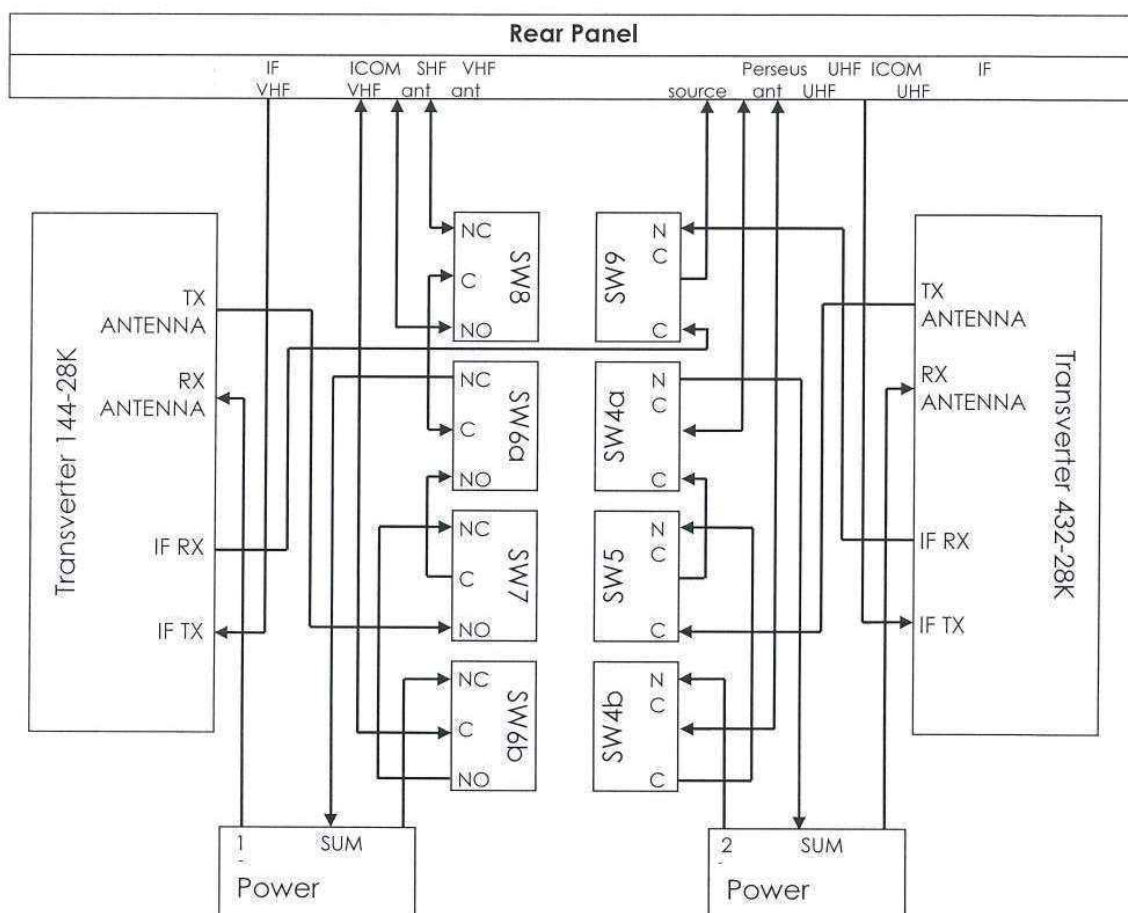 Rear Panel
IF ICOM SHF VHF Perseus UHF ICOM IF
VHF VHF ant ant source ant UHF UHF
NC
C
NO
SW8
N
C
C
SW9
TX
ANTENNA
RX
ANTENNA
IF RX
IF TX
Transverter 144-28K
NC
C
NO
SW6a
N
C
C
SW4a
TX
ANTENNA
RX
ANTENNA
IF RX
IF TX
Transverter 432-28K
NC
C
NO
SW7
N
C
C
SW5
NC
C
NO
SW6b
N
C
C
SW4b
1 SUM
-
Power
2 SUM
-
Power